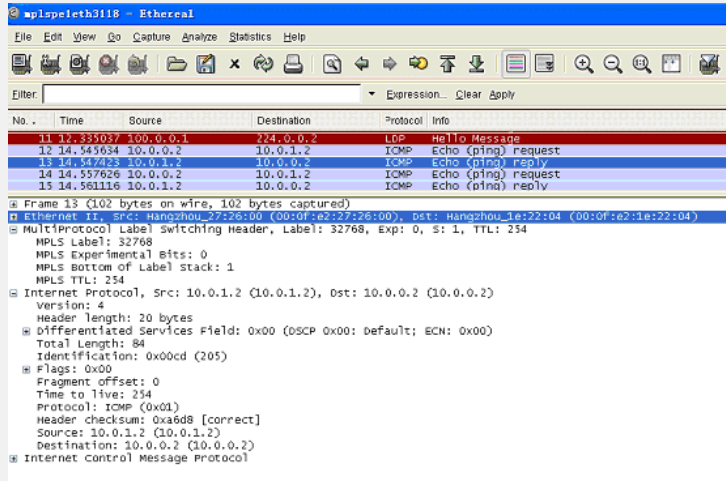 mplspe1eth3118 - Ethereal
File Edit View Go Capture Analyze Statistics Help
Filter: Expression... Clear Apply
No. . Time Source Destination Protocol Info
11 12.335037 100.0.0.1 224.0.0.2 LDP Hello Message
12 14.545634 10.0.0.2 10.0.1.2 ICMP Echo (ping) request
13 14.547423 10.0.1.2 10.0.0.2 ICMP Echo (ping) reply
14 14.557626 10.0.0.2 10.0.1.2 ICMP Echo (ping) request
15 14.561116 10.0.1.2 10.0.0.2 ICMP Echo (ping) reply
Frame 13 (102 bytes on wire, 102 bytes captured)
Ethernet II, Src: Hangzhou_27:26:00 (00:0f:e2:27:26:00), Dst: Hangzhou_1e:22:04 (00:0f:e2:1e:22:04)
MultiProtocol Label Switching Header, Label: 32768, Exp: 0, S: 1, TTL: 254
MPLS Label: 32768
MPLS Experimental Bits: 0
MPLS Bottom of Label Stack: 1
MPLS TTL: 254
Internet Protocol, Src: 10.0.1.2 (10.0.1.2), Dst: 10.0.0.2 (10.0.0.2)
Version: 4
Header length: 20 bytes
Differentiated Services Field: 0x00 (DSCP 0x00: Default; ECN: 0x00)
Total Length: 84
Identification: 0x00cd (205)
Flags: 0x00
Fragment offset: 0
Time to live: 254
Protocol: ICMP (0x01)
Header checksum: 0xa6d8 [correct]
Source: 10.0.1.2 (10.0.1.2)
Destination: 10.0.0.2 (10.0.0.2)
Internet Control Message Protocol